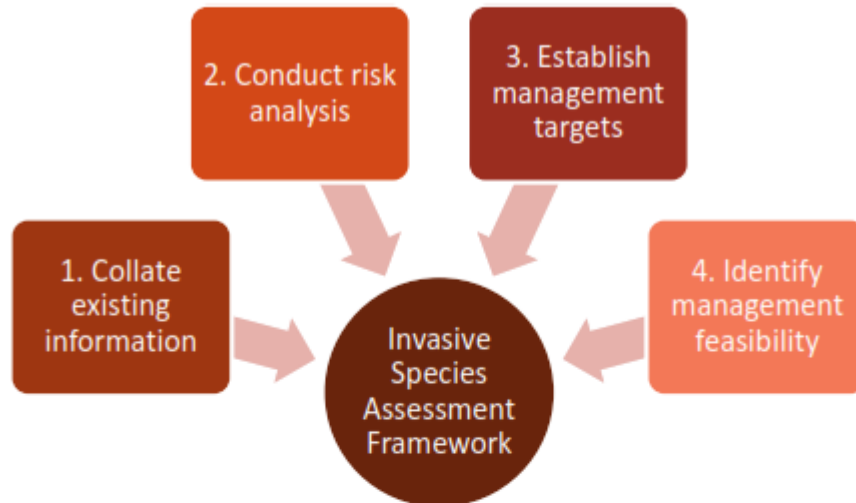 1. Collate
existing
information
2. Conduct risk
analysis
3. Establish
management
targets
4. Identify
management
feasibility
Invasive
Species
Assessment
Framework